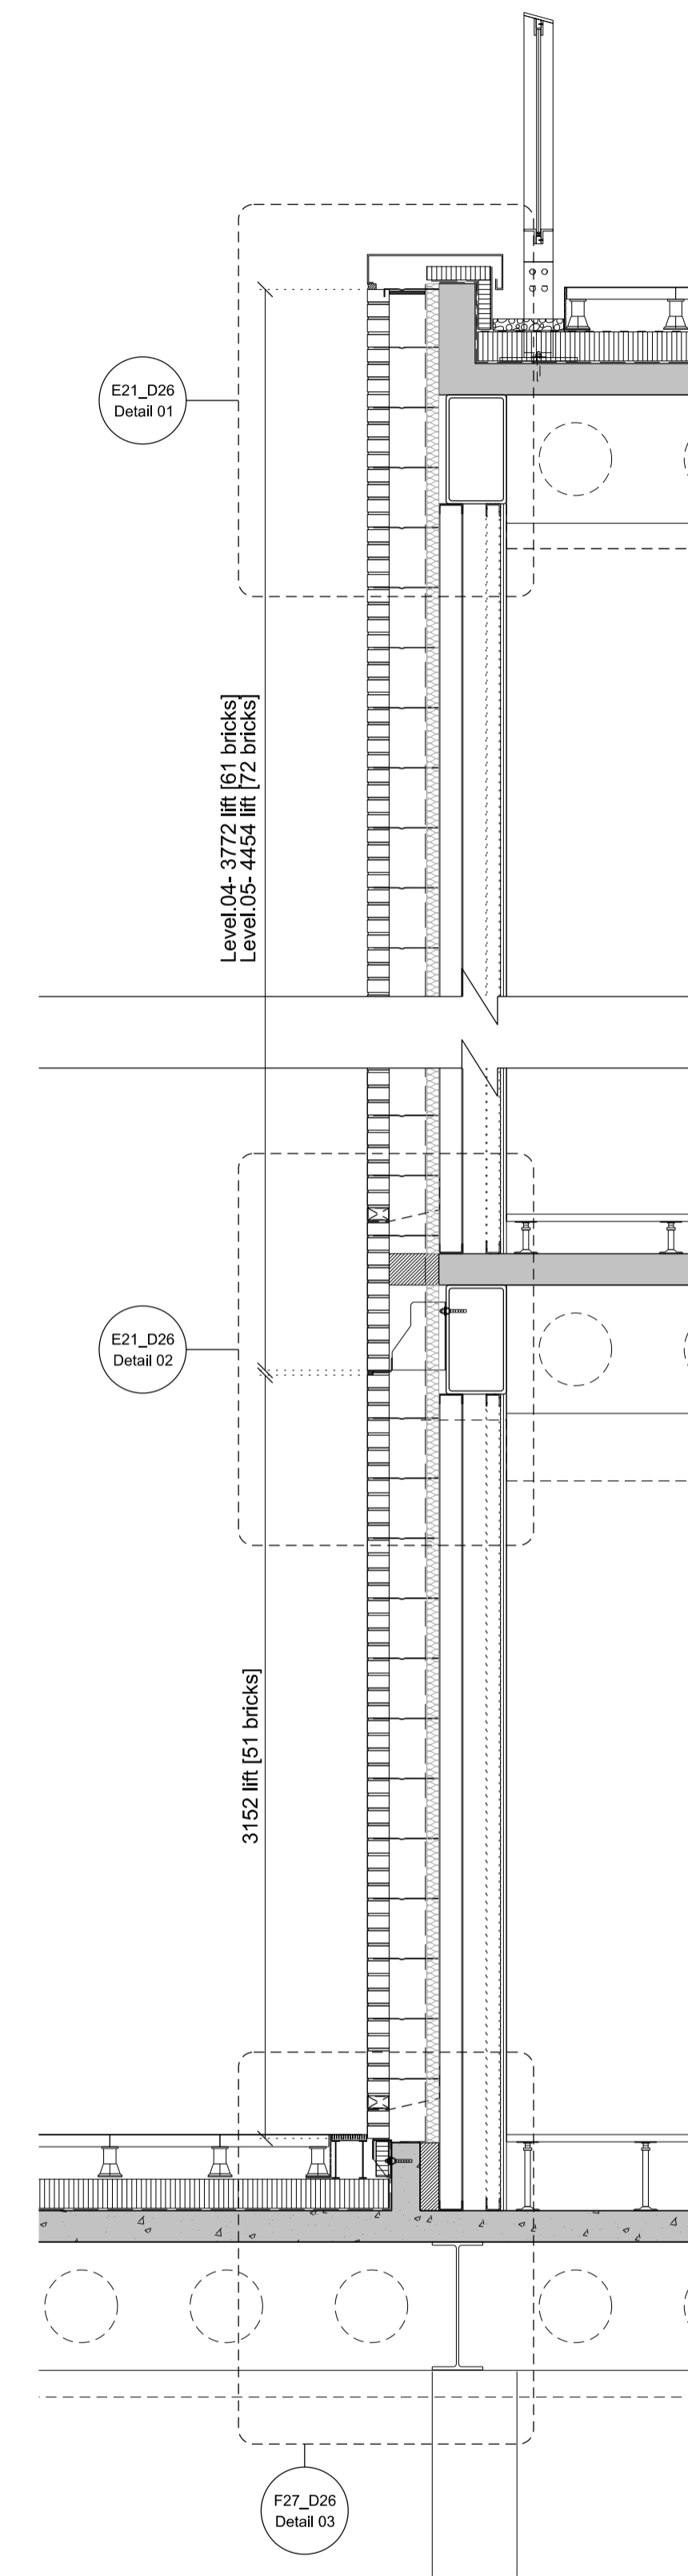 E21_D26
Detail 01
Level.04- 3772 lift [61 bricks]
Level.05- 4454 lift [72 bricks]
E21_D26
Detail 02
3152 lift [51 bricks]
F27_D26
Detail 03